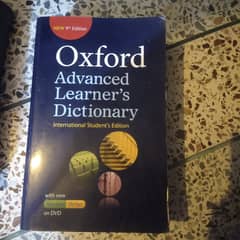 NEW 9th Edition
Oxford
Advanced
Learner's
Dictionary
International Student's Edition
with new
on DVD